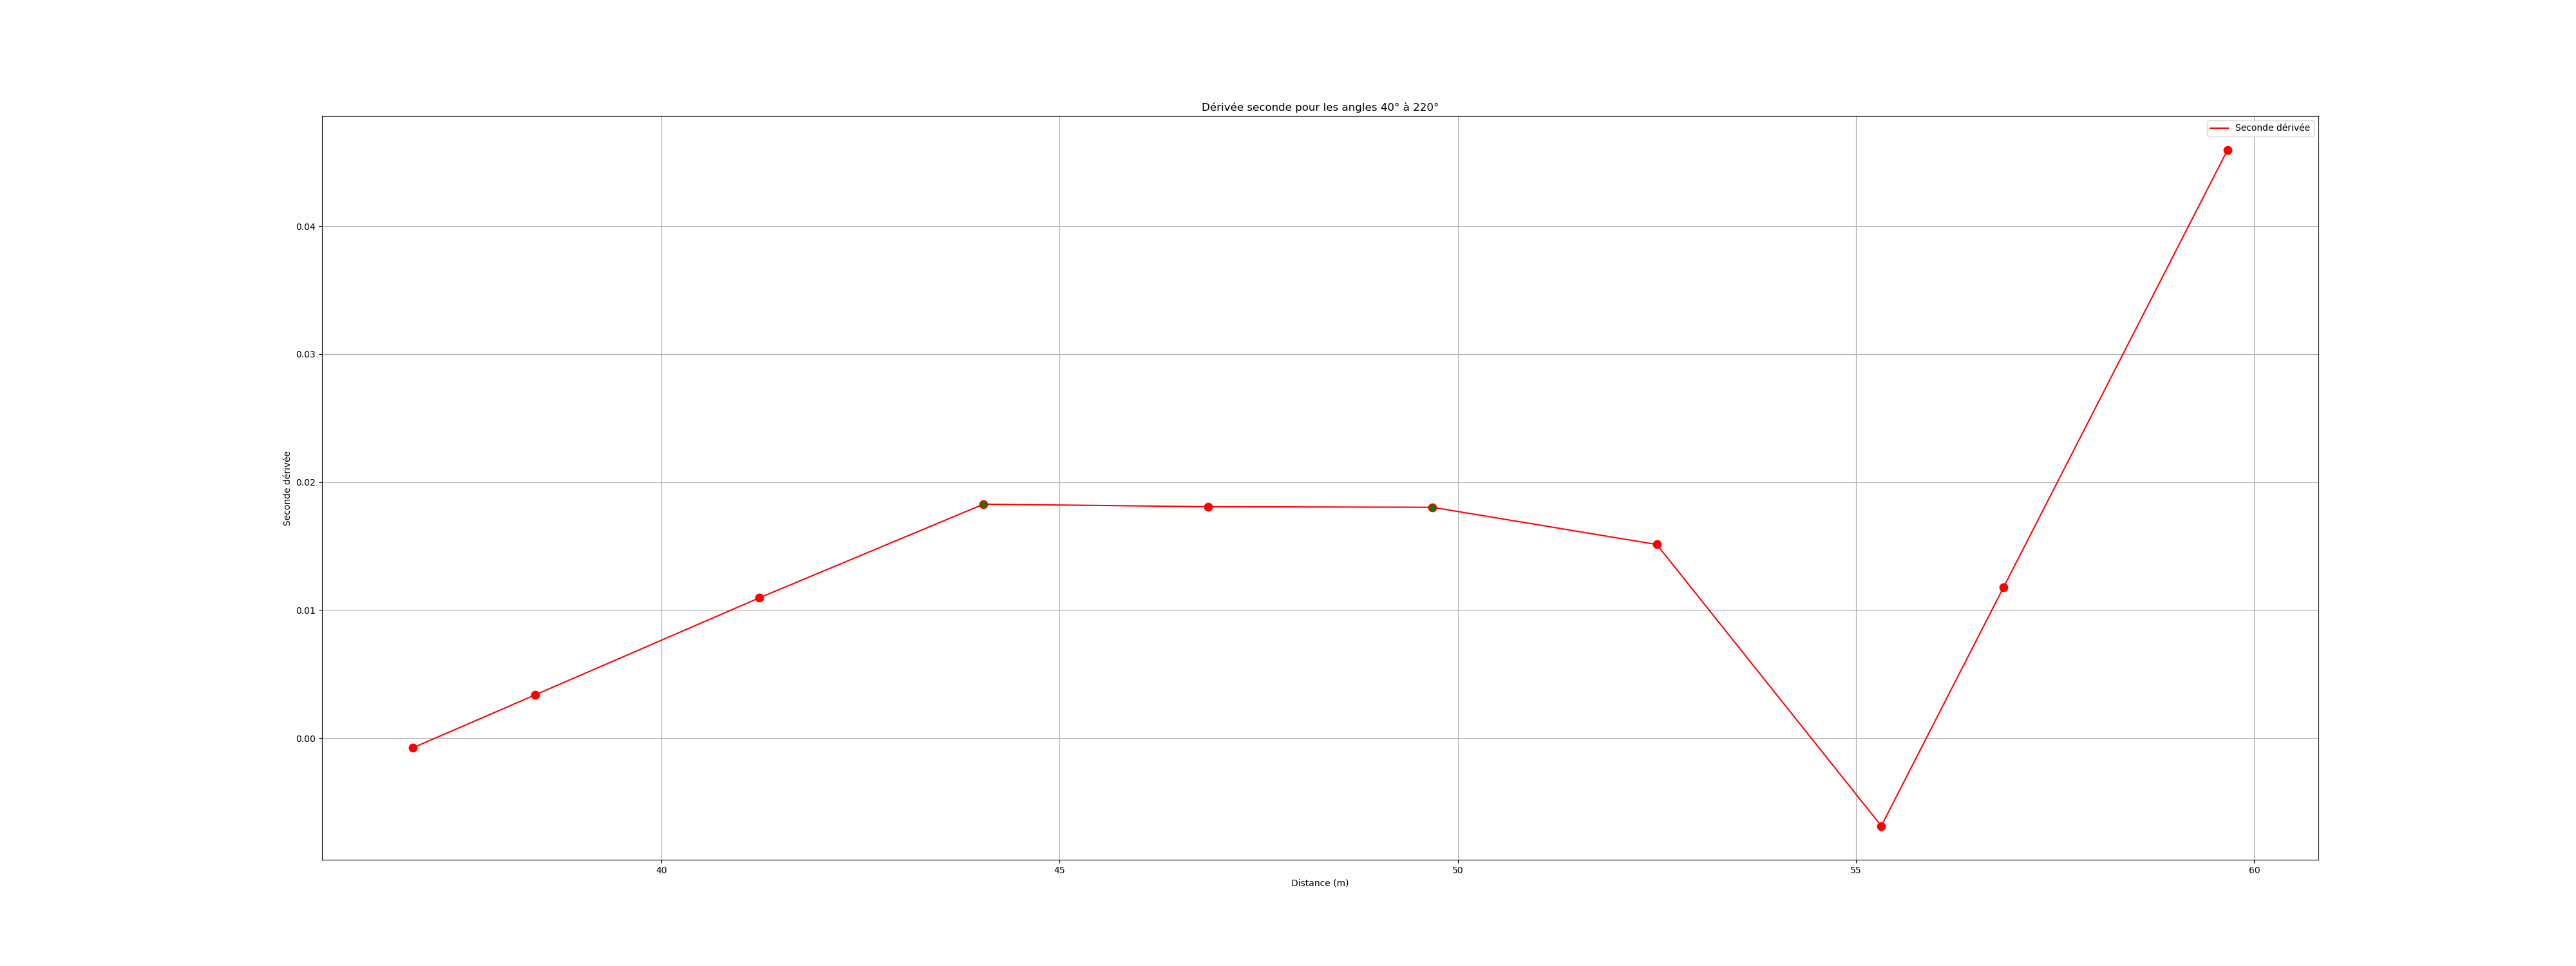 Dérivée seconde pour les angles 40° à 220°
Seconde dérivée
0.04
0.03
0.02
0.01
0.00
Seconde dérivée
40
45
50
55
60
Distance (m)